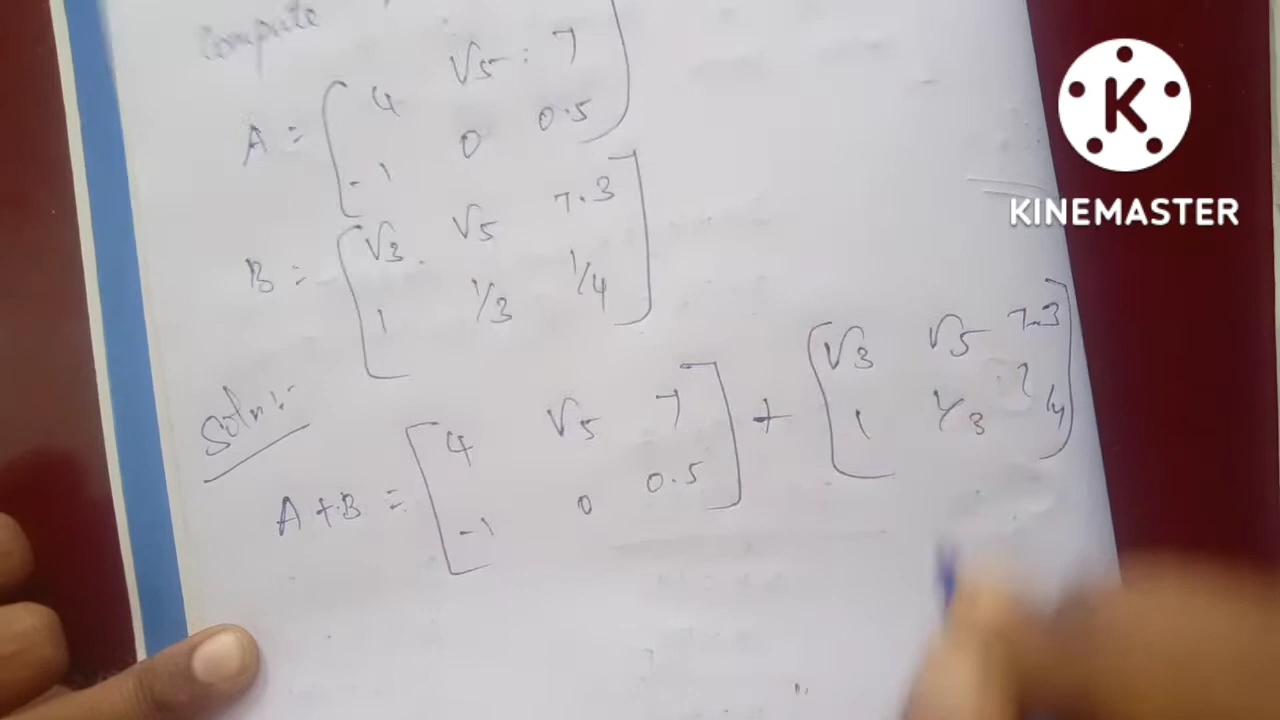 compute
A = [ 4 √5 7
-1 0 0.5 ]
B = [ √3 √5 7.3
1 1/3 1/4 ]
Soln:-
A+B = [ 4 √5 7
-1 0 0.5 ] + [ √3 √5 7.3
1 1/3 1/4 ]
K
KINEMASTER